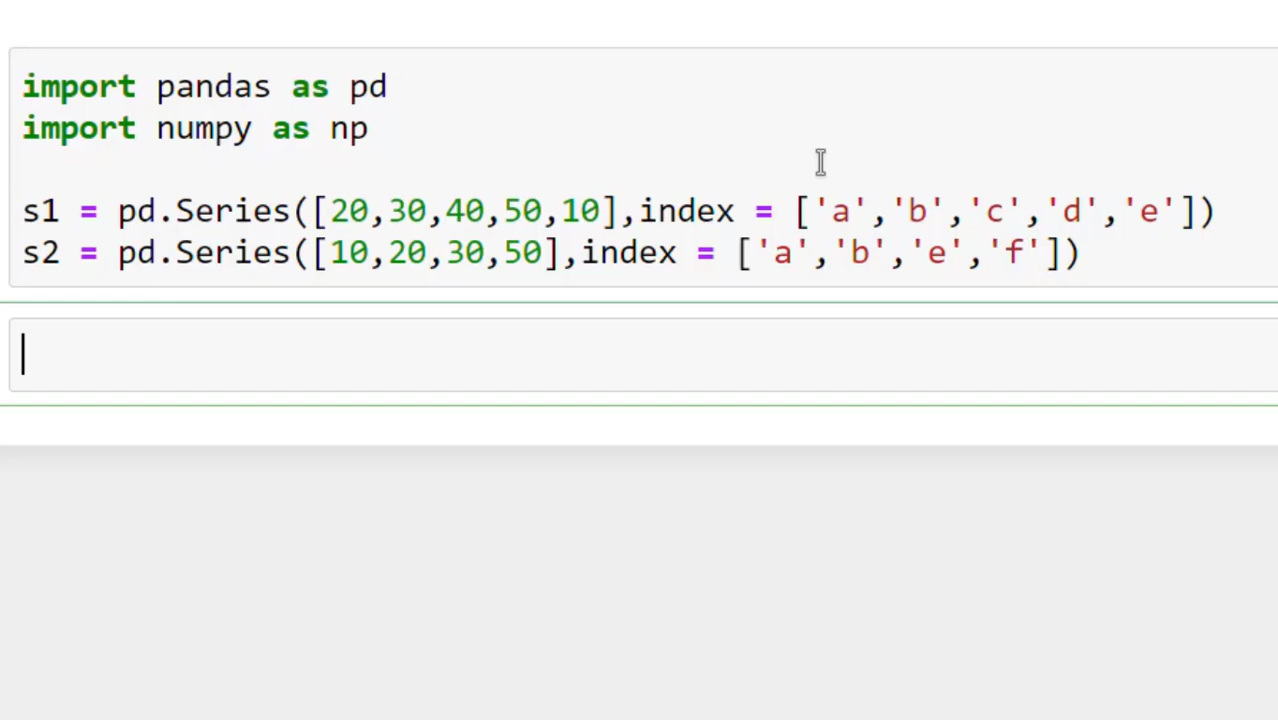 import pandas as pd
import numpy as np
s1 = pd.Series([20,30,40,50,10],index = ['a','b','c','d','e'])
s2 = pd.Series([10,20,30,50],index = ['a','b','e','f'])